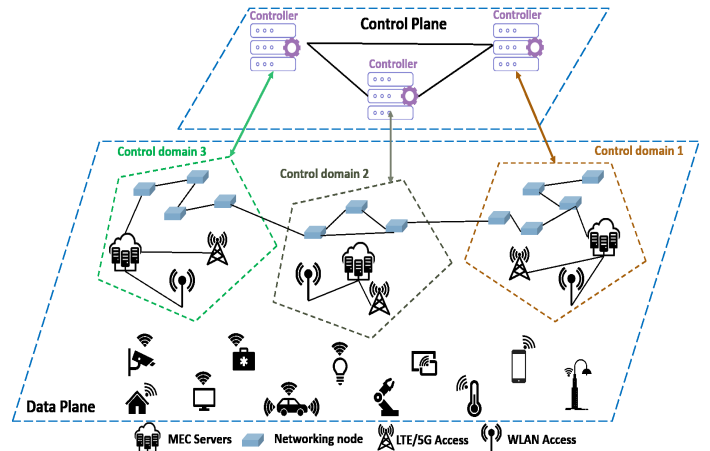 Controller
Control Plane
Controller
Controller
Control domain 3
Control domain 2
Control domain 1
Data Plane
MEC Servers
Networking node
LTE/5G Access
WLAN Access